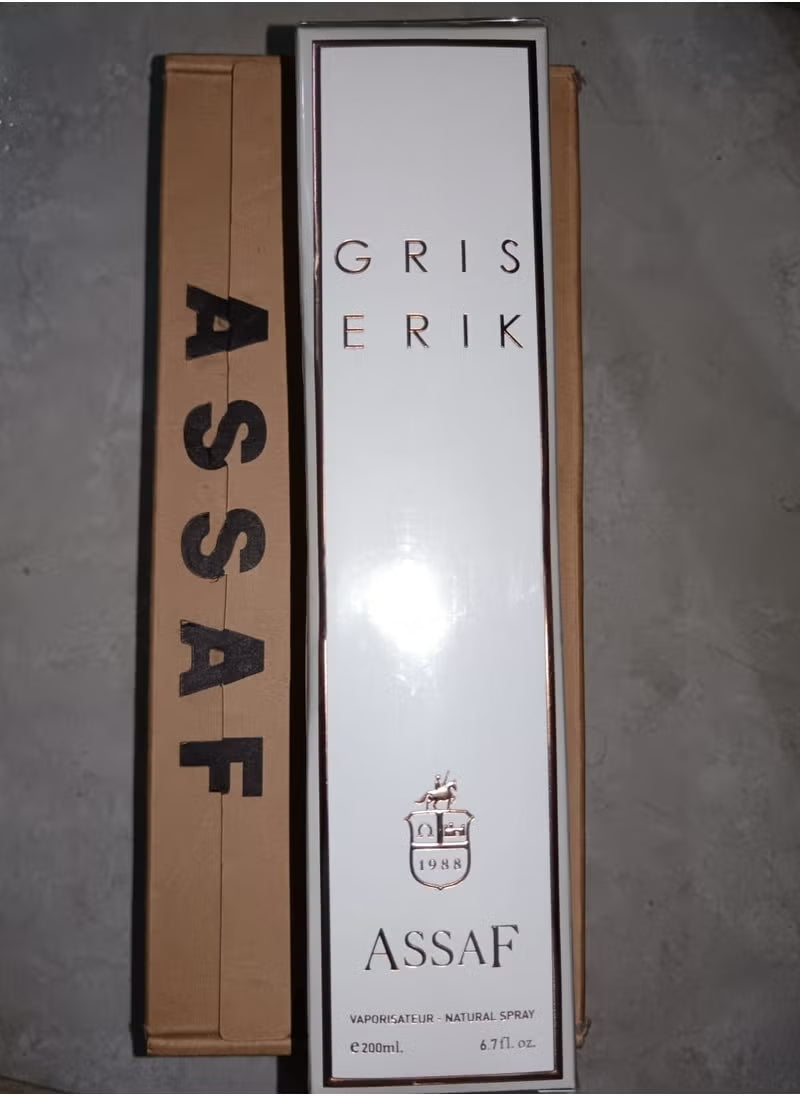 ASSAF
GRIS
ERIK
1988
ASSAF
VAPORISATEUR - NATURAL SPRAY
e 200ml. 6.7 fl. oz.